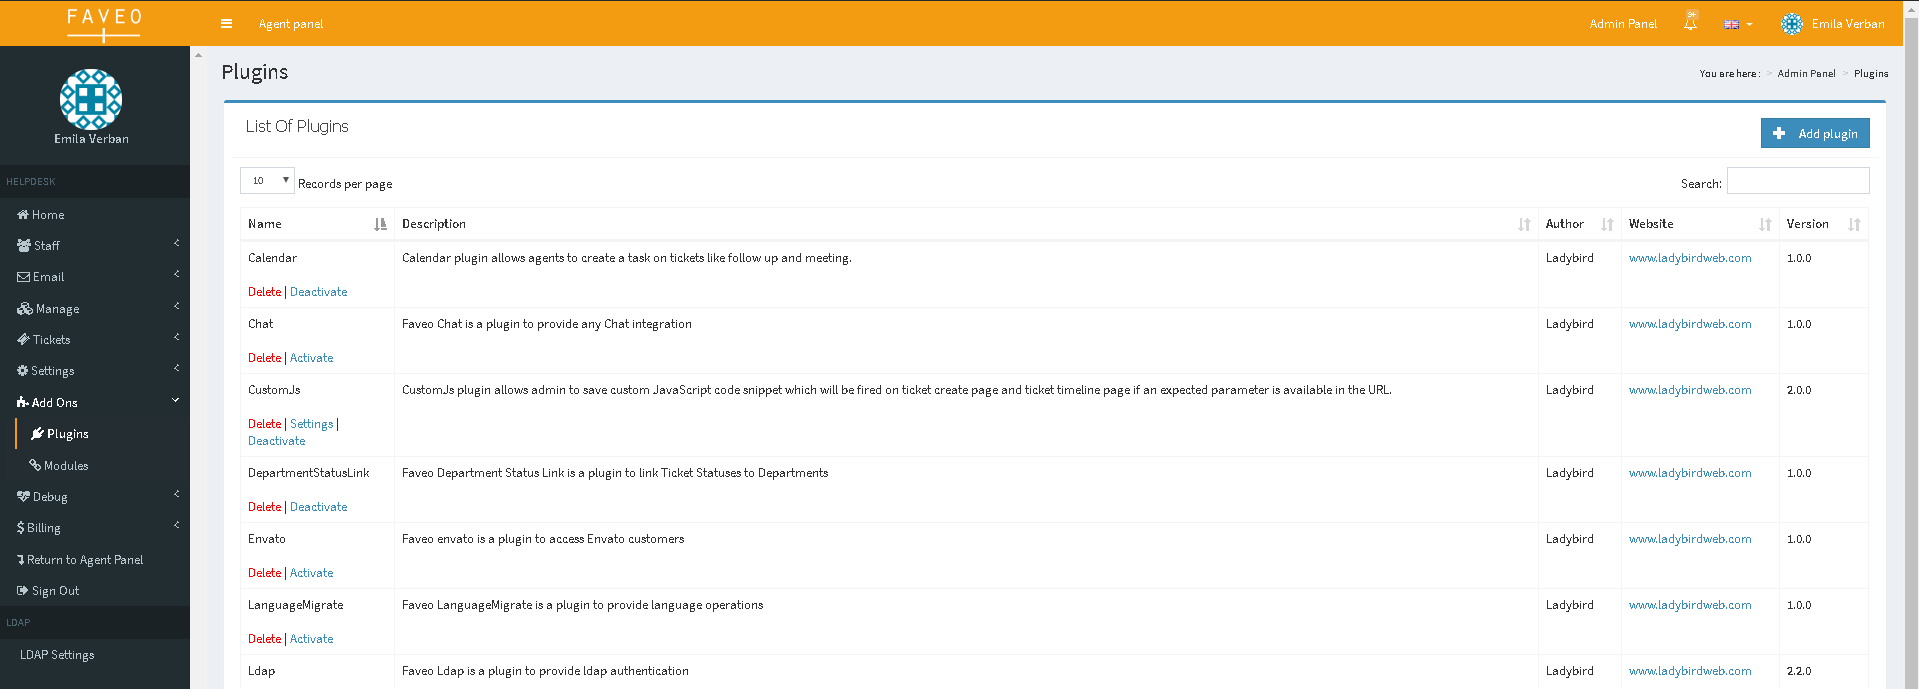 FAVEO
Agent panel
Admin Panel
9+
Emila Verban
Emila Verban
HELPDESK
Home
Staff
Email
Manage
Tickets
Settings
Add Ons
Plugins
Modules
Debug
Billing
Return to Agent Panel
Sign Out
LDAP
LDAP Settings
Plugins
You are here : > Admin Panel > Plugins
List Of Plugins
Add plugin
10 Records per page
Search:
Name Description Author Website Version
Calendar Calendar plugin allows agents to create a task on tickets like follow up and meeting. Ladybird www.ladybirdweb.com 1.0.0
Delete | Deactivate
Chat Faveo Chat is a plugin to provide any Chat integration Ladybird www.ladybirdweb.com 1.0.0
Delete | Activate
CustomJs CustomJs plugin allows admin to save custom JavaScript code snippet which will be fired on ticket create page and ticket timeline page if an expected parameter is available in the URL. Ladybird www.ladybirdweb.com 2.0.0
Delete | Settings |
Deactivate
DepartmentStatusLink Faveo Department Status Link is a plugin to link Ticket Statuses to Departments Ladybird www.ladybirdweb.com 1.0.0
Delete | Deactivate
Envato Faveo envato is a plugin to access Envato customers Ladybird www.ladybirdweb.com 1.0.0
Delete | Activate
LanguageMigrate Faveo LanguageMigrate is a plugin to provide language operations Ladybird www.ladybirdweb.com 1.0.0
Delete | Activate
Ldap Faveo Ldap is a plugin to provide ldap authentication Ladybird www.ladybirdweb.com 2.2.0